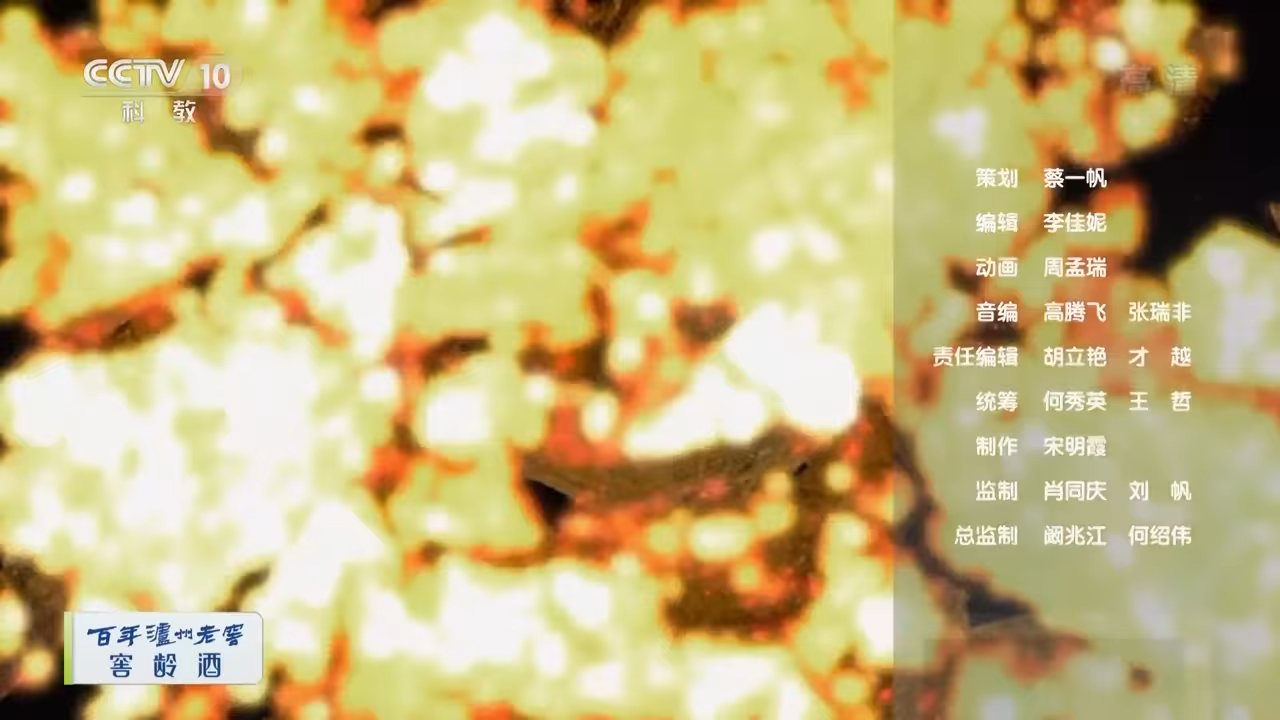 CCTV 10
科 教
高 清
策划 蔡一帆
编辑 李佳妮
动画 周孟瑞
音编 高腾飞 张瑞非
责任编辑 胡立艳 才 越
统筹 何秀英 王 哲
制作 宋明霞
监制 肖同庆 刘 帆
总监制 阚兆江 何绍伟
百年泸州老窖
窖 龄 酒